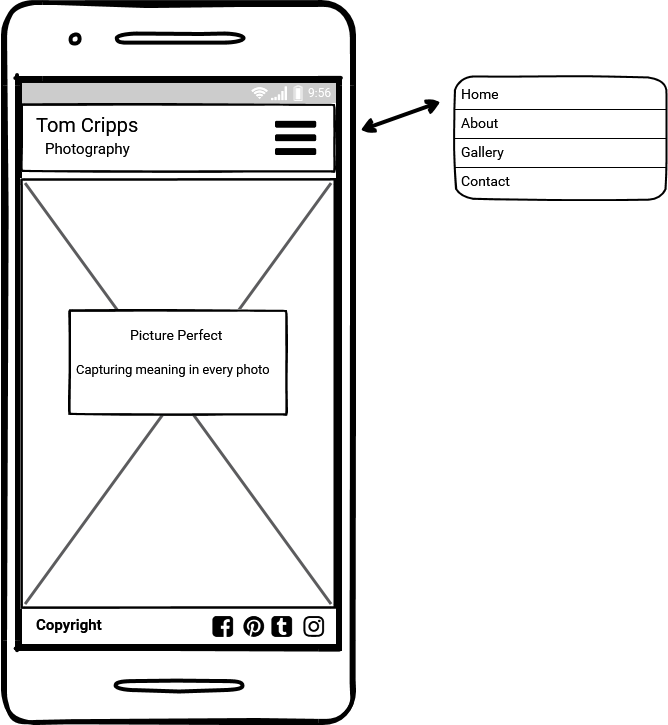 9:56
Tom Cripps
Photography
Home
About
Gallery
Contact
Picture Perfect
Capturing meaning in every photo
Copyright